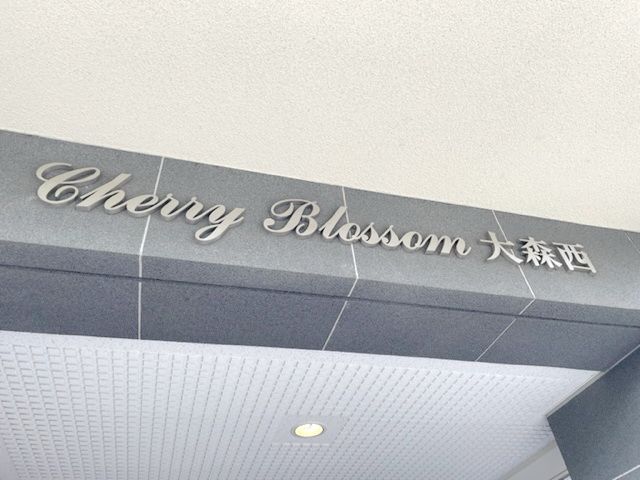 Cherry Blossom 大森西